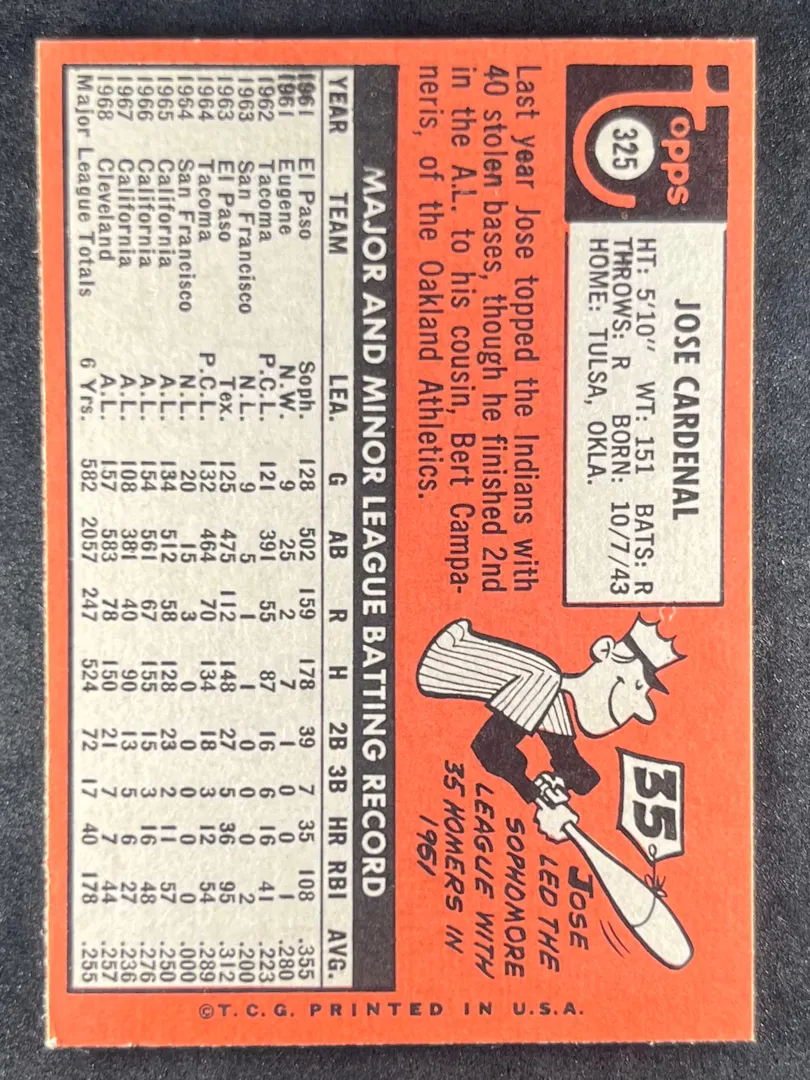 Topps
325
JOSE CARDENAL
HT: 5'10" WT: 151 BATS: R
THROWS: R BORN: 10/7/43
HOME: TULSA, OKLA.
Last year Jose topped the Indians with
40 stolen bases, though he finished 2nd
in the A.L. to his cousin, Bert Campa-
neris, of the Oakland Athletics.
35
JOSE
LED THE
SOPHOMORE
LEAGUE WITH
35 HOMERS IN
1961
MAJOR AND MINOR LEAGUE BATTING RECORD
YEAR TEAM LEA. G AB R H 2B 3B HR RBI AVG.
1961 El Paso Soph. 128 502 159 178 39 7 35 108 .355
1961 Eugene N.W. 9 25 2 7 1 0 0 1 .280
1962 Tacoma P.C.L. 121 391 55 87 16 6 16 41 .223
1963 San Francisco N.L. 9 5 1 1 0 0 0 2 .200
1963 El Paso Tex. 125 475 112 148 27 5 36 95 .312
1964 Tacoma P.C.L. 132 464 70 134 18 3 12 54 .289
1964 San Francisco N.L. 20 15 3 0 0 0 0 0 .000
1965 California A.L. 134 512 58 128 23 2 11 57 .250
1966 California A.L. 154 561 67 155 15 3 16 48 .276
1967 California A.L. 108 381 40 90 13 5 6 27 .236
1968 Cleveland A.L. 157 583 78 150 21 7 7 44 .257
Major League Totals 6 Yrs. 582 2057 247 524 72 17 40 178 .255
©T.C.G. PRINTED IN U.S.A.